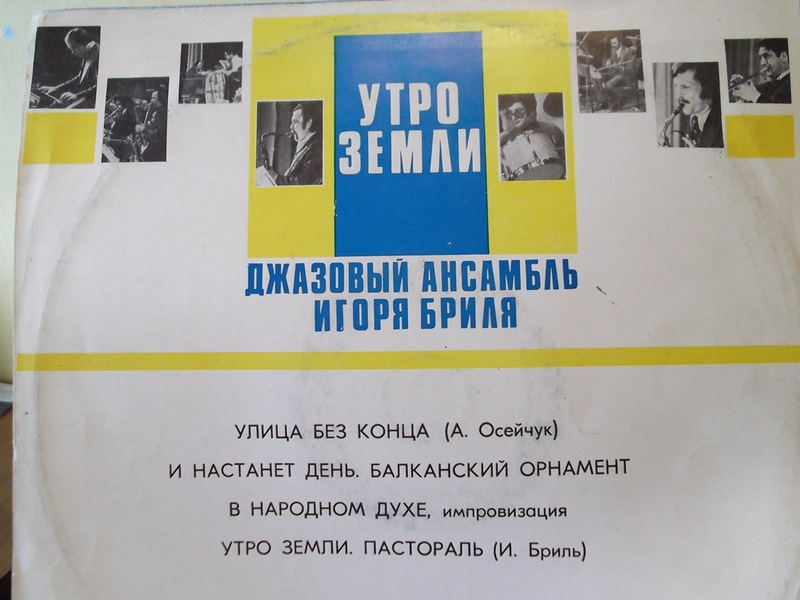 УТРО
ЗЕМЛИ
ДЖАЗОВЫЙ АНСАМБЛЬ
ИГОРЯ БРИЛЯ
УЛИЦА БЕЗ КОНЦА (А. Осейчук)
И НАСТАНЕТ ДЕНЬ. БАЛКАНСКИЙ ОРНАМЕНТ
В НАРОДНОМ ДУХЕ, импровизация
УТРО ЗЕМЛИ. ПАСТОРАЛЬ (И. Бриль)